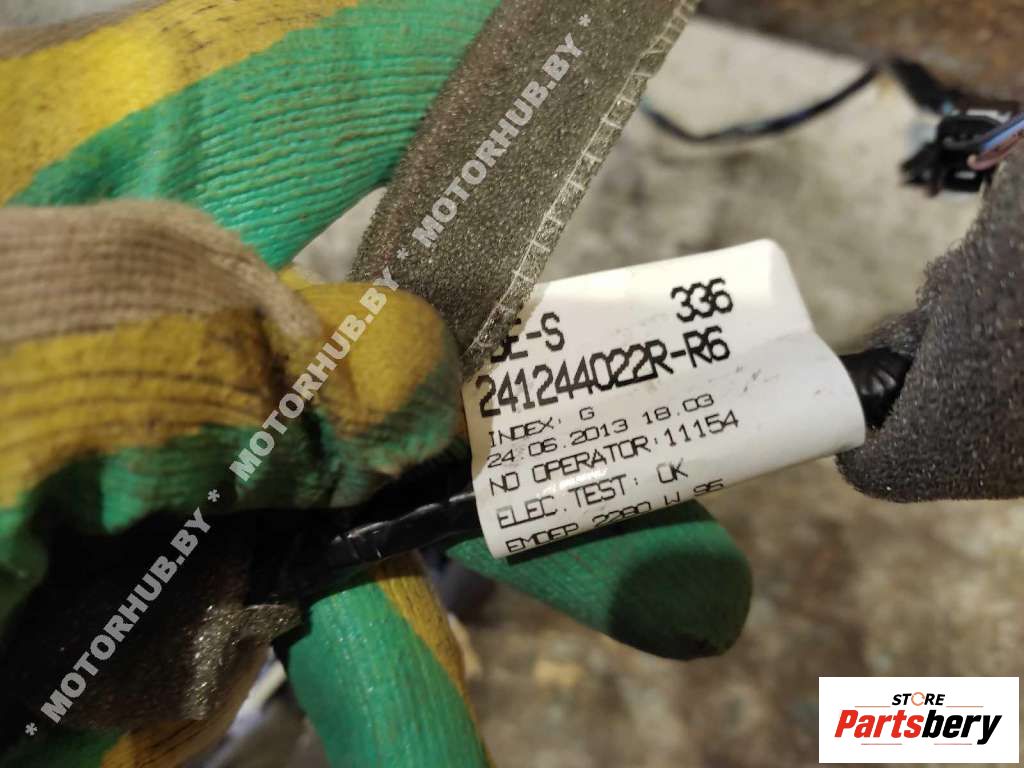 * MOTORHUB.BY * MOTORHUB.BY * MOTORHUB.BY *
336
241244022R-R6
INDEX: G
24.06.2013 18.03
NO OPERATOR:11154
ELEC.TEST: OK
STORE
Partsbery